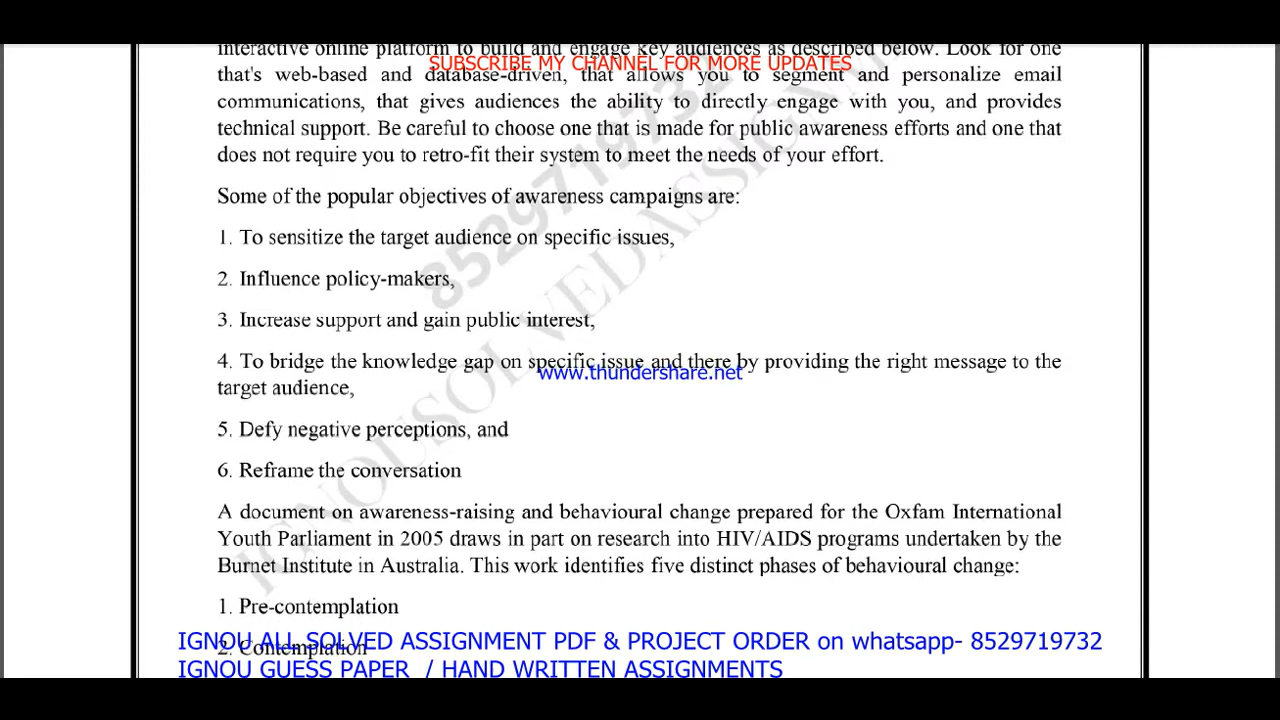 interactive online platform to build and engage key audiences as described below. Look for one
SUBSCRIBE MY CHANNEL FOR MORE UPDATES
that's web-based and database-driven, that allows you to segment and personalize email
communications, that gives audiences the ability to directly engage with you, and provides
technical support. Be careful to choose one that is made for public awareness efforts and one that
does not require you to retro-fit their system to meet the needs of your effort.
Some of the popular objectives of awareness campaigns are:
1. To sensitize the target audience on specific issues,
2. Influence policy-makers,
3. Increase support and gain public interest,
4. To bridge the knowledge gap on specific issue and there by providing the right message to the
www.thundershare.net
target audience,
5. Defy negative perceptions, and
6. Reframe the conversation
A document on awareness-raising and behavioural change prepared for the Oxfam International
Youth Parliament in 2005 draws in part on research into HIV/AIDS programs undertaken by the
Burnet Institute in Australia. This work identifies five distinct phases of behavioural change:
1. Pre-contemplation
2. Contemplation
IGNOU ALL SOLVED ASSIGNMENT PDF & PROJECT ORDER on whatsapp- 8529719732
IGNOU GUESS PAPER / HAND WRITTEN ASSIGNMENTS
8529719732
IGNOUSOLVEDASSIGN